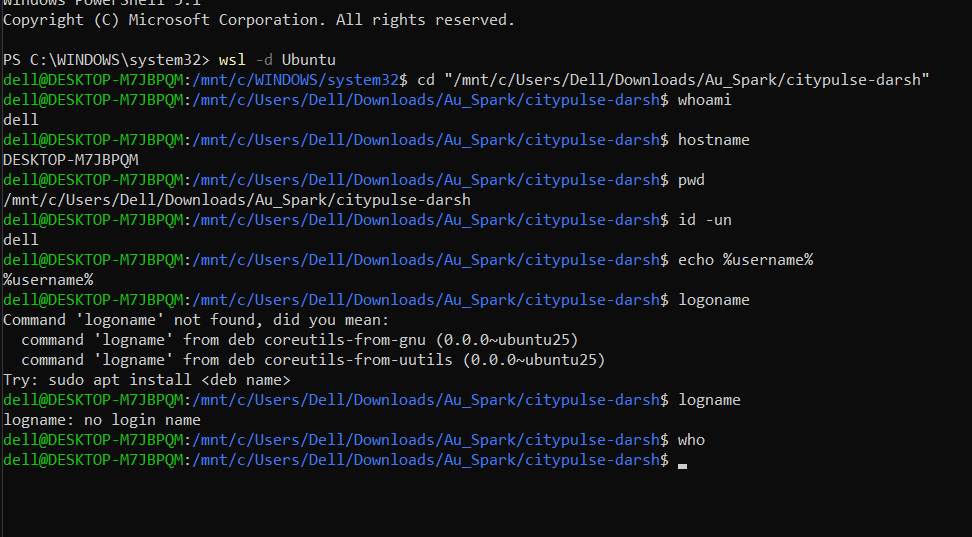 Windows PowerShell 5.1
Copyright (C) Microsoft Corporation. All rights reserved.
PS C:\WINDOWS\system32> wsl -d Ubuntu
dell@DESKTOP-M7JBPQM:/mnt/c/WINDOWS/system32$ cd "/mnt/c/Users/Dell/Downloads/Au_Spark/citypulse-darsh"
dell@DESKTOP-M7JBPQM:/mnt/c/Users/Dell/Downloads/Au_Spark/citypulse-darsh$ whoami
dell
dell@DESKTOP-M7JBPQM:/mnt/c/Users/Dell/Downloads/Au_Spark/citypulse-darsh$ hostname
DESKTOP-M7JBPQM
dell@DESKTOP-M7JBPQM:/mnt/c/Users/Dell/Downloads/Au_Spark/citypulse-darsh$ pwd
/mnt/c/Users/Dell/Downloads/Au_Spark/citypulse-darsh
dell@DESKTOP-M7JBPQM:/mnt/c/Users/Dell/Downloads/Au_Spark/citypulse-darsh$ id -un
dell
dell@DESKTOP-M7JBPQM:/mnt/c/Users/Dell/Downloads/Au_Spark/citypulse-darsh$ echo %username%
%username%
dell@DESKTOP-M7JBPQM:/mnt/c/Users/Dell/Downloads/Au_Spark/citypulse-darsh$ logoname
Command 'logoname' not found, did you mean:
  command 'logname' from deb coreutils-from-gnu (0.0.0~ubuntu25)
  command 'logname' from deb coreutils-from-uutils (0.0.0~ubuntu25)
Try: sudo apt install <deb name>
dell@DESKTOP-M7JBPQM:/mnt/c/Users/Dell/Downloads/Au_Spark/citypulse-darsh$ logname
logname: no login name
dell@DESKTOP-M7JBPQM:/mnt/c/Users/Dell/Downloads/Au_Spark/citypulse-darsh$ who
dell@DESKTOP-M7JBPQM:/mnt/c/Users/Dell/Downloads/Au_Spark/citypulse-darsh$